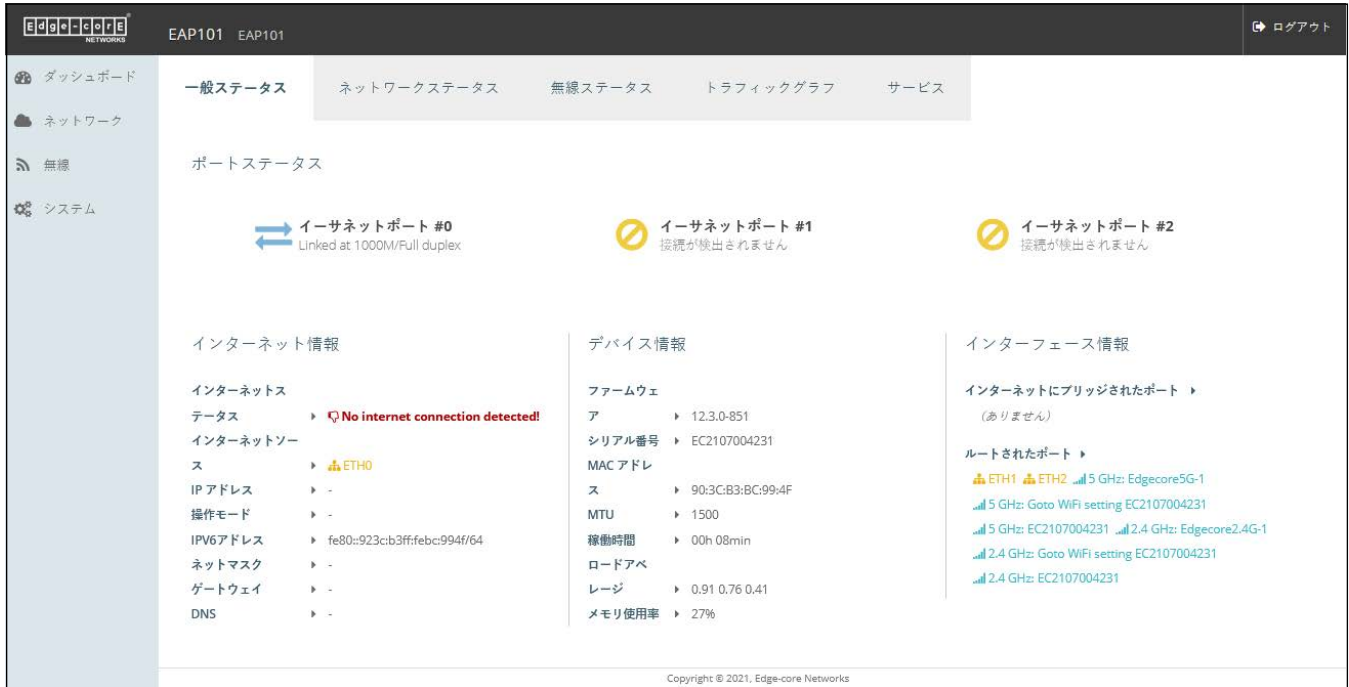 Edge-corE
NETWORKS
EAP101 EAP101
ログアウト
ダッシュボード
ネットワーク
無線
システム
一般ステータス
ネットワークステータス
無線ステータス
トラフィックグラフ
サービス
ポートステータス
イーサネットポート #0
Linked at 1000M/Full duplex
イーサネットポート #1
接続が検出されません
イーサネットポート #2
接続が検出されません
インターネット情報
インターネットス
テータス No internet connection detected!
インターネットソー
ス ETH0
IP アドレス -
操作モード -
IPV6アドレス fe80::923c:b3ff:febc:994f/64
ネットマスク -
ゲートウェイ -
DNS -
デバイス情報
ファームウェ
ア 12.3.0-851
シリアル番号 EC2107004231
MAC アドレ
ス 90:3C:B3:BC:99:4F
MTU 1500
稼働時間 00h 08min
ロードアベ
レージ 0.91 0.76 0.41
メモリ使用率 27%
インターフェース情報
インターネットにブリッジされたポート
(ありません)
ルートされたポート
ETH1 ETH2 5 GHz: Edgecore5G-1
5 GHz: Goto WiFi setting EC2107004231
5 GHz: EC2107004231 2.4 GHz: Edgecore2.4G-1
2.4 GHz: Goto WiFi setting EC2107004231
2.4 GHz: EC2107004231
Copyright © 2021, Edge-core Networks